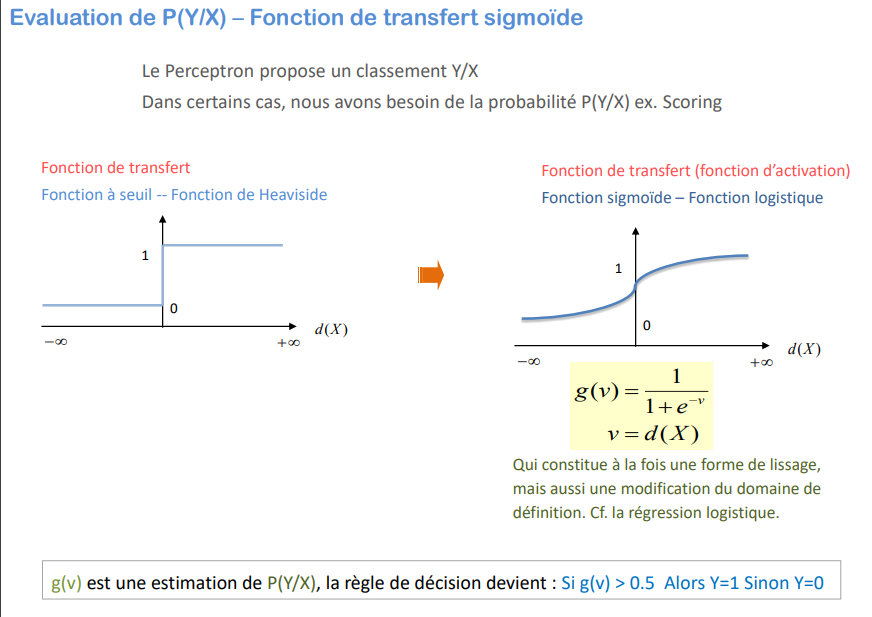 Evaluation de P(Y/X) – Fonction de transfert sigmoïde
Le Perceptron propose un classement Y/X
Dans certains cas, nous avons besoin de la probabilité P(Y/X) ex. Scoring
Fonction de transfert
Fonction à seuil -- Fonction de Heaviside
1
0
d(X)
−∞
+∞
Fonction de transfert (fonction d’activation)
Fonction sigmoïde – Fonction logistique
1
0
d(X)
−∞
+∞
g(v) = 1 / (1 + e^{−v})
v = d(X)
Qui constitue à la fois une forme de lissage,
mais aussi une modification du domaine de
définition. Cf. la régression logistique.
g(v) est une estimation de P(Y/X), la règle de décision devient : Si g(v) > 0.5 Alors Y=1 Sinon Y=0